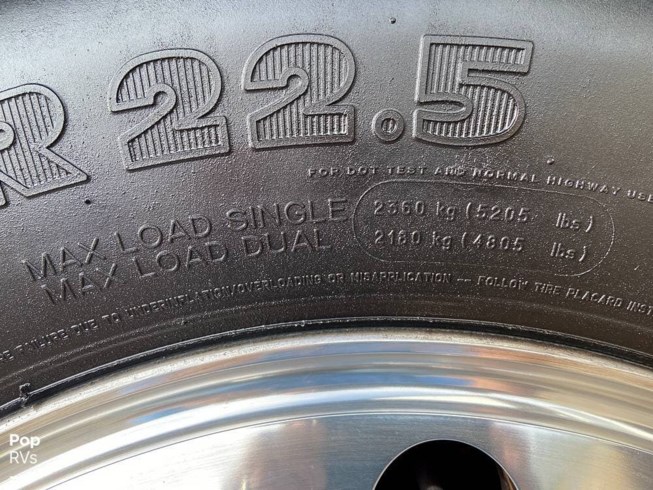 R 22.5
FOR DOT TEST AND NORMAL HIGHWAY USE
MAX LOAD SINGLE 2360 kg (5205 lbs)
MAX LOAD DUAL 2180 kg (4805 lbs)
RE FAILURE DUE TO UNDERINFLATION/OVERLOADING OR MISAPPLICATION -- FOLLOW TIRE PLACARD INST
Pop
RVs